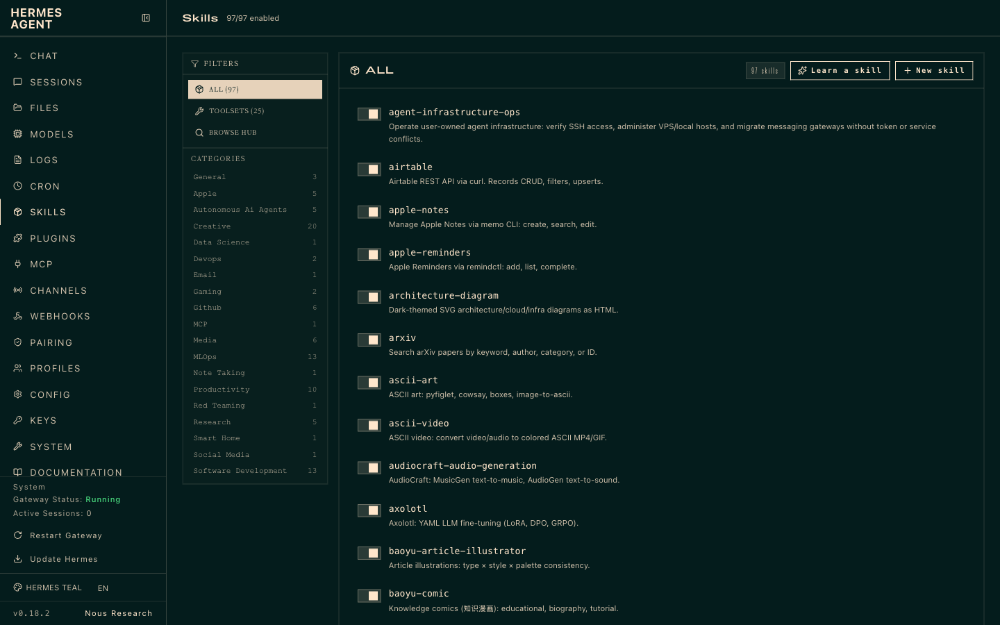 HERMES
AGENT
CHAT
SESSIONS
FILES
MODELS
LOGS
CRON
SKILLS
PLUGINS
MCP
CHANNELS
WEBHOOKS
PAIRING
PROFILES
CONFIG
KEYS
SYSTEM
DOCUMENTATION
System
Gateway Status: Running
Active Sessions: 0
Restart Gateway
Update Hermes
HERMES TEAL EN
v0.18.2 Nous Research
Skills 97/97 enabled
FILTERS
ALL (97)
TOOLSETS (25)
BROWSE HUB
CATEGORIES
General 3
Apple 5
Autonomous Ai Agents 5
Creative 20
Data Science 1
Devops 2
Email 1
Gaming 2
Github 6
MCP 1
Media 6
MLOps 13
Note Taking 1
Productivity 10
Red Teaming 1
Research 5
Smart Home 1
Social Media 1
Software Development 13
ALL
97 skills
Learn a skill
+ New skill
agent-infrastructure-ops
Operate user-owned agent infrastructure: verify SSH access, administer VPS/local hosts, and migrate messaging gateways without token or service
conflicts.
airtable
Airtable REST API via curl. Records CRUD, filters, upserts.
apple-notes
Manage Apple Notes via memo CLI: create, search, edit.
apple-reminders
Apple Reminders via remindctl: add, list, complete.
architecture-diagram
Dark-themed SVG architecture/cloud/infra diagrams as HTML.
arxiv
Search arXiv papers by keyword, author, category, or ID.
ascii-art
ASCII art: pyfiglet, cowsay, boxes, image-to-ascii.
ascii-video
ASCII video: convert video/audio to colored ASCII MP4/GIF.
audiocraft-audio-generation
AudioCraft: MusicGen text-to-music, AudioGen text-to-sound.
axolotl
Axolotl: YAML LLM fine-tuning (LoRA, DPO, GRPO).
baoyu-article-illustrator
Article illustrations: type × style × palette consistency.
baoyu-comic
Knowledge comics (知识漫画): educational, biography, tutorial.